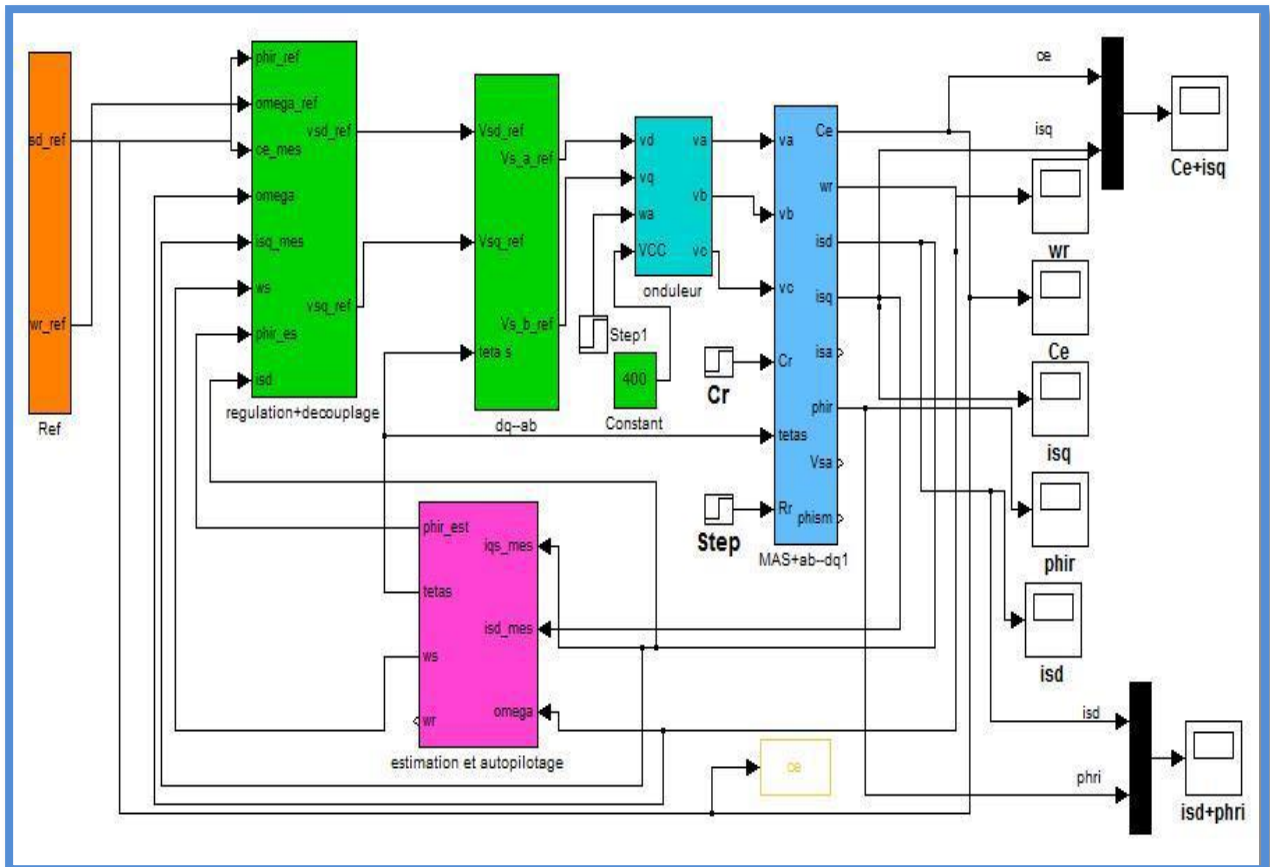 sd_ref
wr_ref
Ref
phir_ref
omega_ref
ce_mes
omega
isq_mes
ws
phir_es
isd
vsd_ref
vsq_ref
regulation+decouplage
Vsd_ref
Vsq_ref
teta s
Vs_a_ref
Vs_b_ref
dq--ab
vd
vq
wa
VCC
va
vb
vc
onduleur
Step1
400
Constant
Cr
Step
va
vb
vc
Cr
tetas
Rr
Ce
wr
isd
isq
isa
phir
Vsa
phism
MAS+ab--dq1
phir_est
tetas
ws
wr
iqs_mes
isd_mes
omega
estimation et autopilotage
ce
ce
isq
Ce+isq
wr
Ce
isq
phir
isd
isd
phri
isd+phri